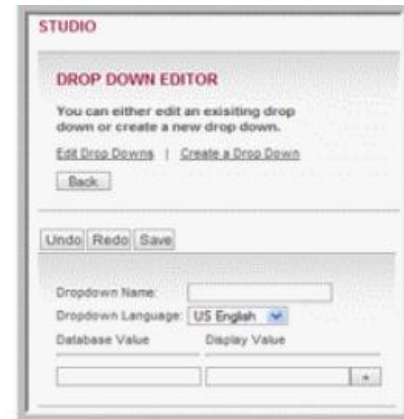 STUDIO
DROP DOWN EDITOR
You can either edit an exisiting drop
down or create a new drop down.
Edit Drop Downs | Create a Drop Down
Back
Undo Redo Save
Dropdown Name:
Dropdown Language: US English
Database Value Display Value
+